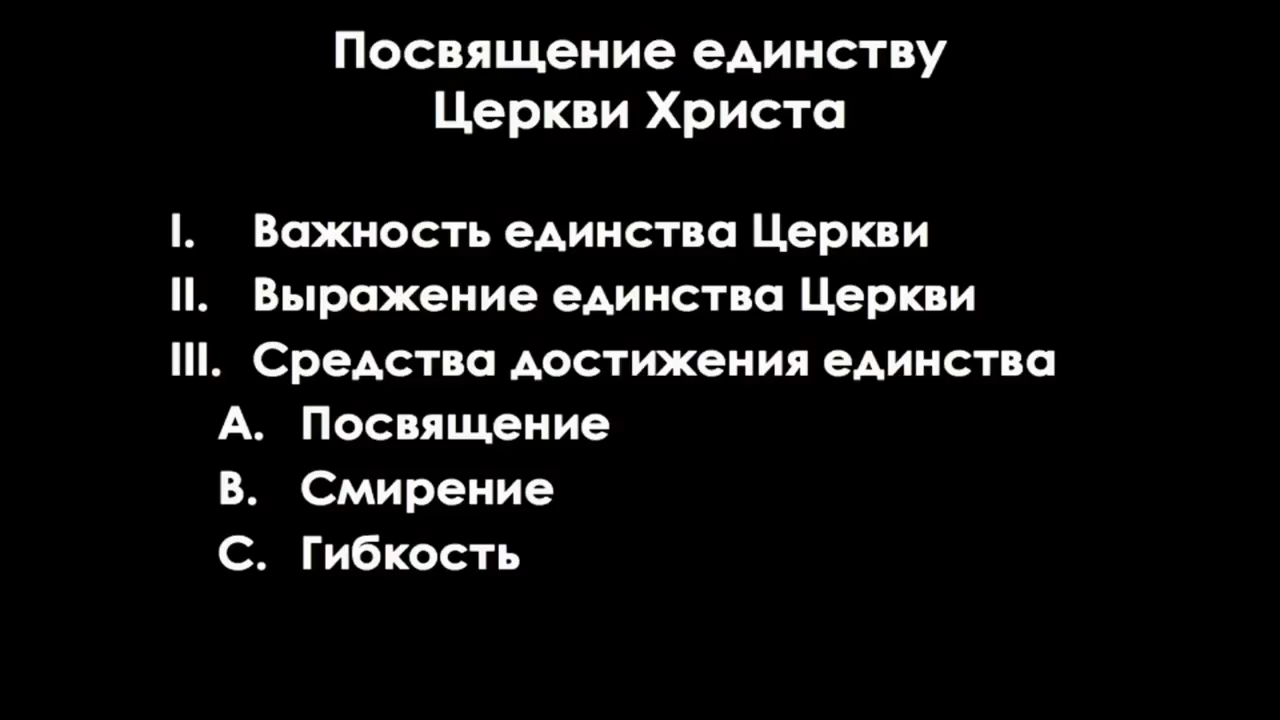 Посвящение единству
Церкви Христа
I. Важность единства Церкви
II. Выражение единства Церкви
III. Средства достижения единства
A. Посвящение
B. Смирение
C. Гибкость